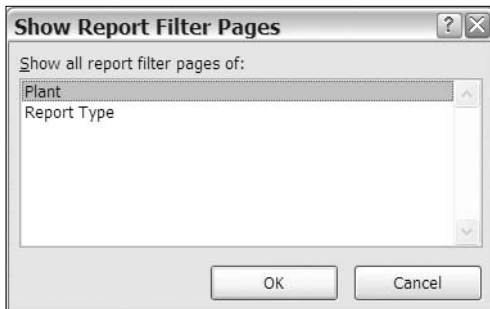 Show Report Filter Pages
Show all report filter pages of:
Plant
Report Type
OK
Cancel